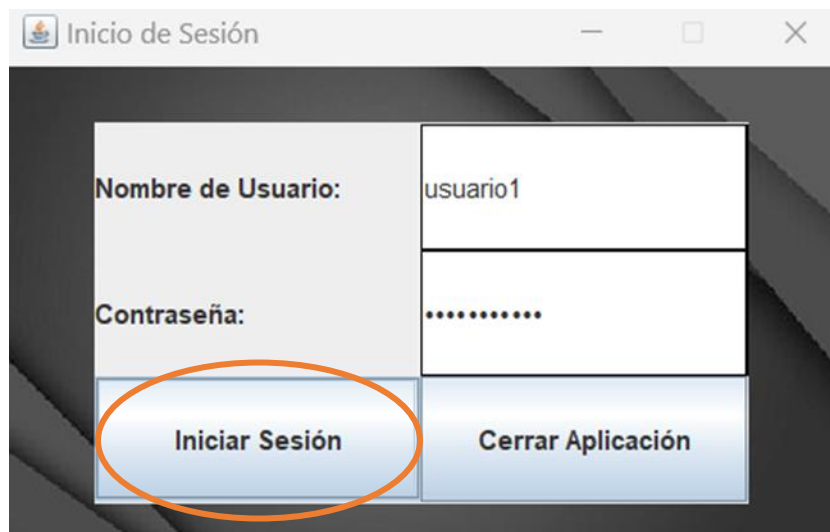 Inicio de Sesión
Nombre de Usuario: usuario1
Contraseña: •••••••••••
Iniciar Sesión Cerrar Aplicación